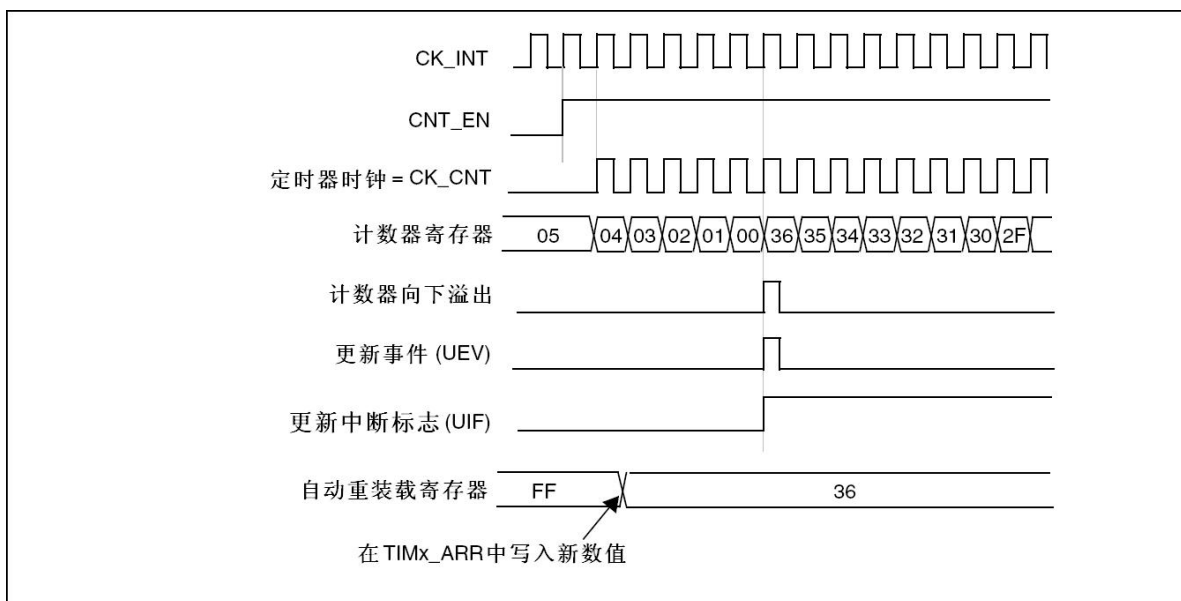 CK_INT
CNT_EN
定时器时钟 = CK_CNT
计数器寄存器 05 04 03 02 01 00 36 35 34 33 32 31 30 2F
计数器向下溢出
更新事件 (UEV)
更新中断标志 (UIF)
自动重装载寄存器 FF 36
在TIMx_ARR中写入新数值